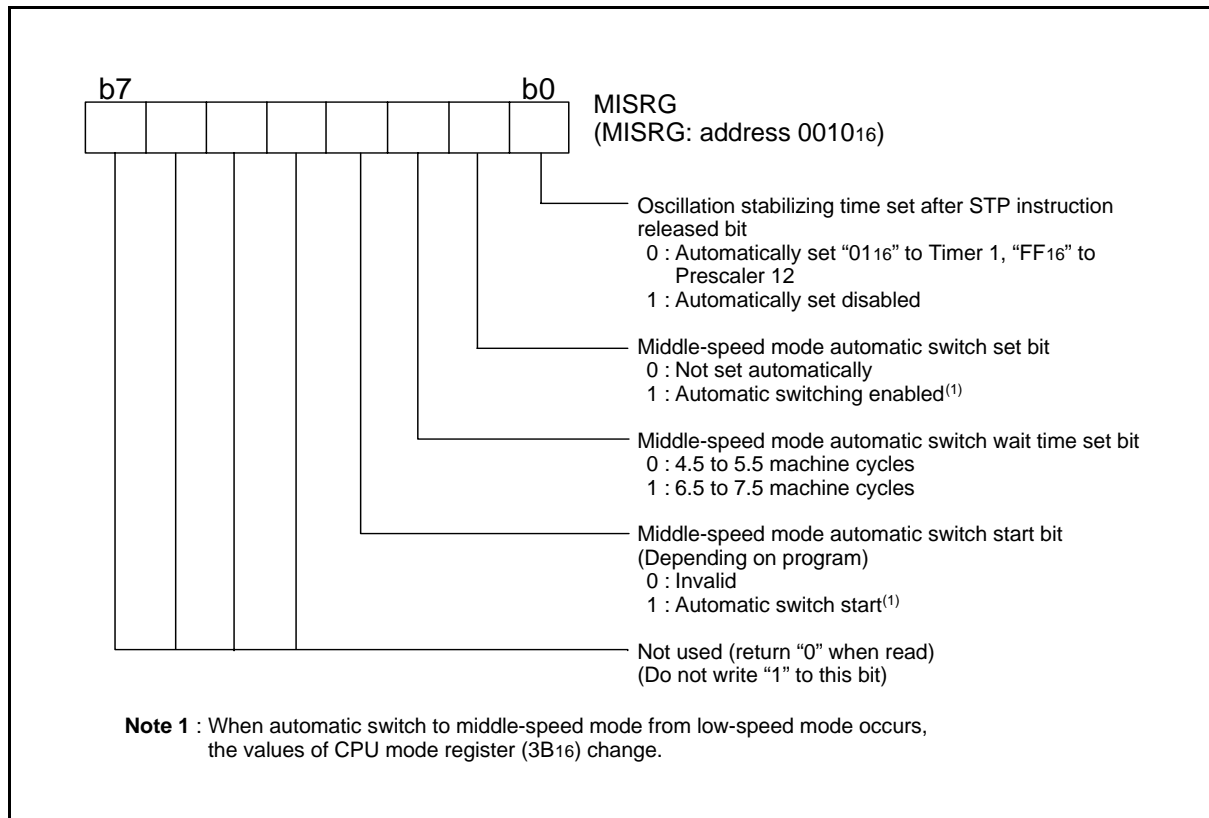 b7 b0
MISRG
(MISRG: address 001016)
Oscillation stabilizing time set after STP instruction
released bit
0 : Automatically set “0116” to Timer 1, “FF16” to
Prescaler 12
1 : Automatically set disabled
Middle-speed mode automatic switch set bit
0 : Not set automatically
1 : Automatic switching enabled(1)
Middle-speed mode automatic switch wait time set bit
0 : 4.5 to 5.5 machine cycles
1 : 6.5 to 7.5 machine cycles
Middle-speed mode automatic switch start bit
(Depending on program)
0 : Invalid
1 : Automatic switch start(1)
Not used (return “0” when read)
(Do not write “1” to this bit)
Note 1 : When automatic switch to middle-speed mode from low-speed mode occurs,
the values of CPU mode register (3B16) change.